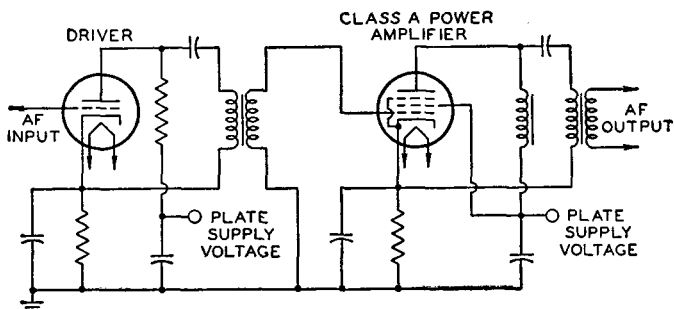 DRIVER
CLASS A POWER
AMPLIFIER
AF
INPUT
AF
OUTPUT
PLATE
SUPPLY
VOLTAGE
PLATE
SUPPLY
VOLTAGE